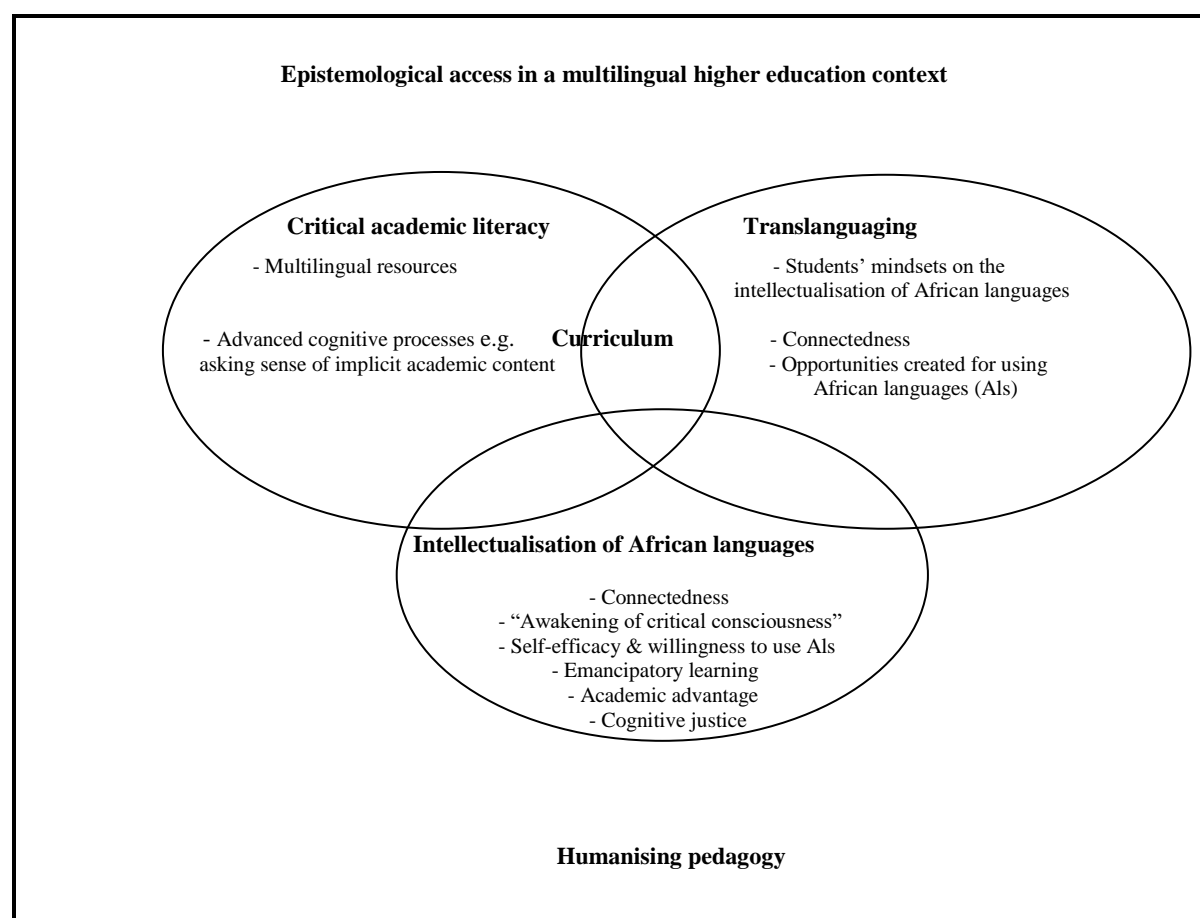 Epistemological access in a multilingual higher education context
Critical academic literacy
- Multilingual resources
- Advanced cognitive processes e.g.
asking sense of implicit academic content
Curriculum
Translanguaging
- Students’ mindsets on the
intellectualisation of African languages
- Connectedness
- Opportunities created for using
African languages (Als)
Intellectualisation of African languages
- Connectedness
- “Awakening of critical consciousness”
- Self-efficacy & willingness to use Als
- Emancipatory learning
- Academic advantage
- Cognitive justice
Humanising pedagogy